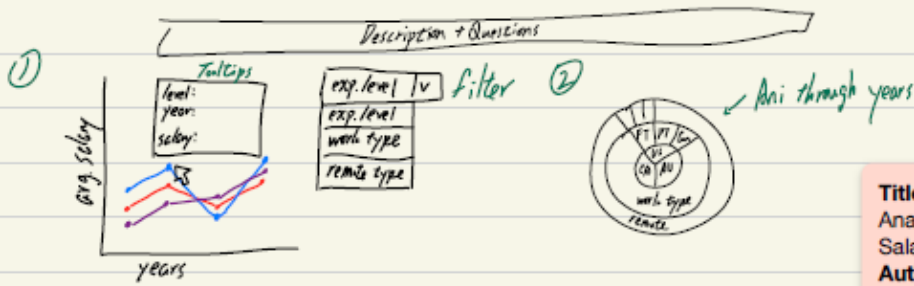 Description + Questions
①
Tooltips
level:
year:
salary:
exp. level v
filter
exp. level
work type
remote type
avg. salary
years
②
Ani through years
FT PT
US
CA AU
work type
remote
Title
Ana
Sala
Aut